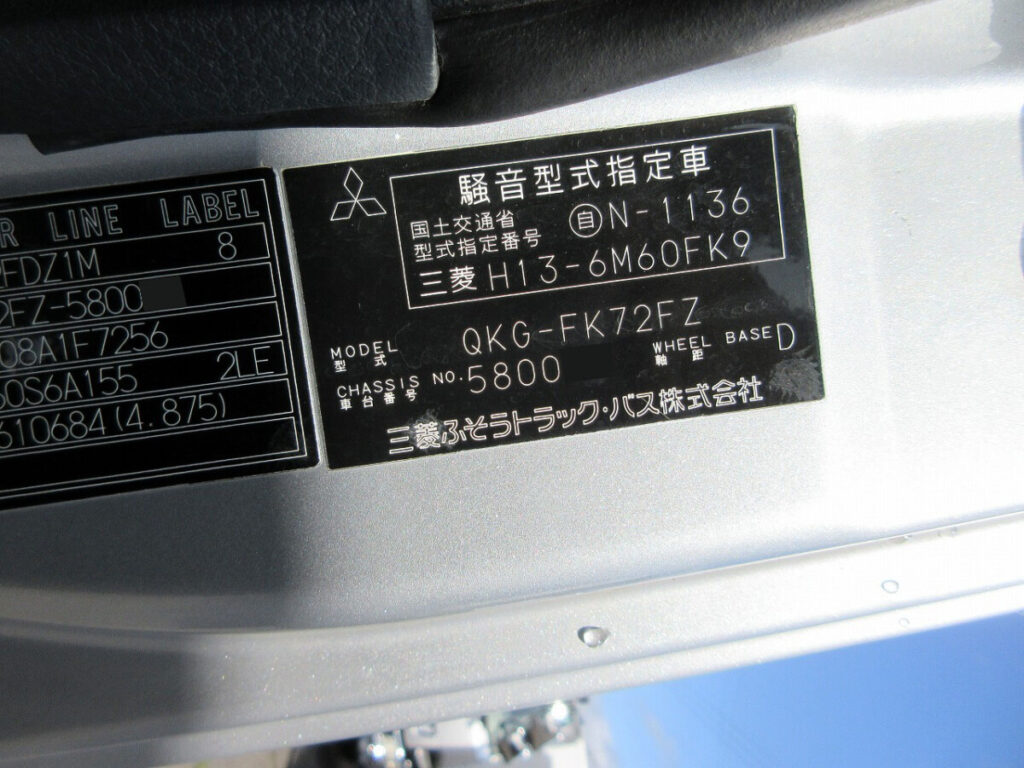 R LINE LABEL
FDZ1M 8
2FZ-5800
08A1F7256
60S6A155 2LE
610684(4.875)
騒音型式指定車
国土交通省
型式指定番号 自N-1136
三菱 H13-6M60FK9
MODEL QKG-FK72FZ
型式
CHASSIS NO. 5800 WHEEL BASE D
車台番号 軸距
三菱ふそうトラック・バス株式会社